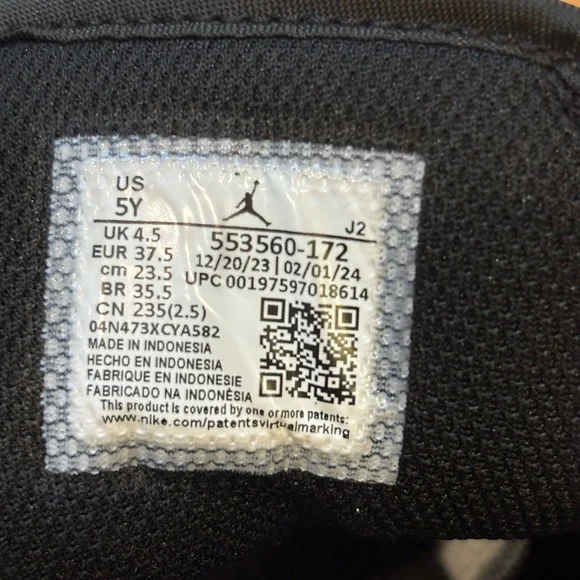 US
5Y
J2
UK 4.5
EUR 37.5
cm 23.5
BR 35.5
CN 235(2.5)
553560-172
12/20/23 | 02/01/24
UPC 00197597018614
04N473XCYA582
MADE IN INDONESIA
HECHO EN INDONESIA
FABRIQUE EN INDONESIE
FABRICADO NA INDONÉSIA
This product is covered by one or more patents:
www.nike.com/patentsvirtualmarking